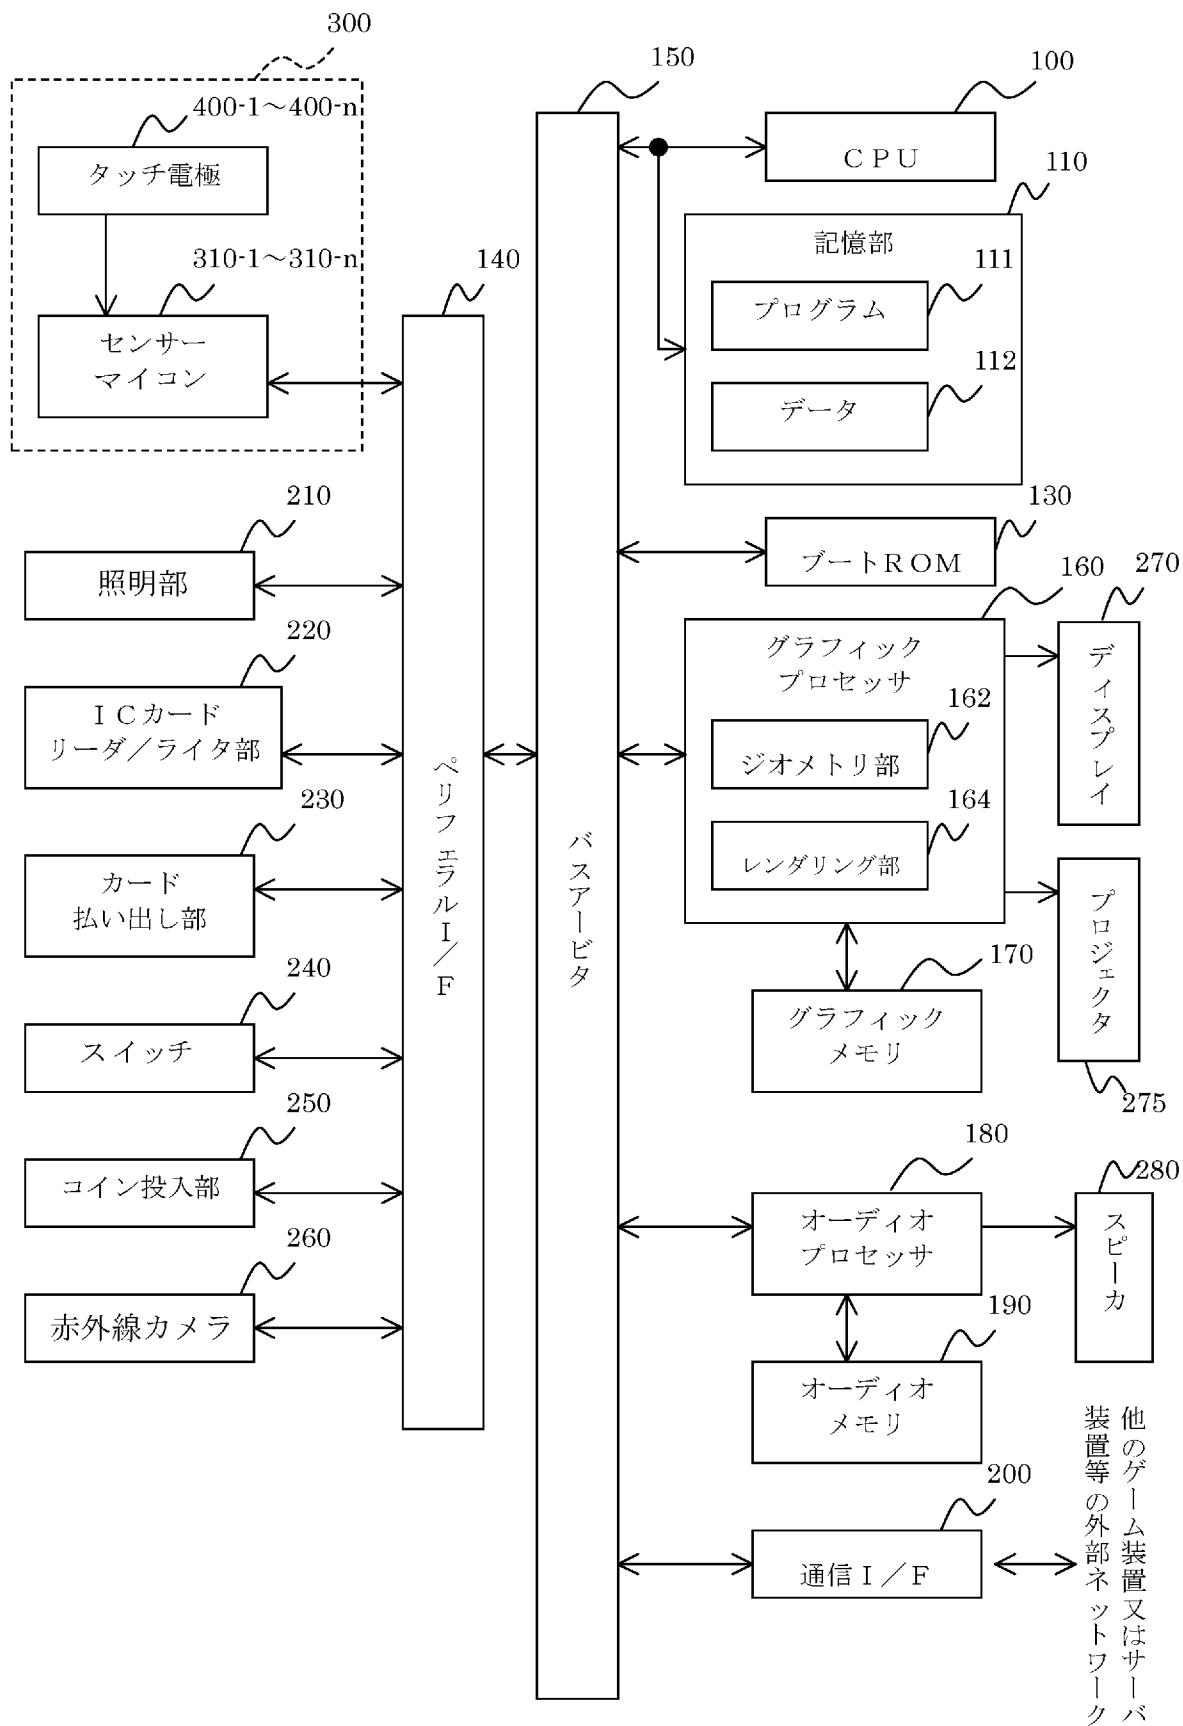 300
400-1～400-n
タッチ電極
310-1～310-n
センサー
マイコン
210
照明部
220
ＩＣカード
リーダ／ライタ部
230
カード
払い出し部
240
スイッチ
250
コイン投入部
260
赤外線カメラ
140
ペリフェラルＩ／Ｆ
150
バスアービタ
100
ＣＰＵ
110
記憶部
111
プログラム
112
データ
130
ブートＲＯＭ
160
グラフィック
プロセッサ
162
ジオメトリ部
164
レンダリング部
270
ディスプレイ
プロジェクタ
275
170
グラフィック
メモリ
180
オーディオ
プロセッサ
280
スピーカ
190
オーディオ
メモリ
200
通信Ｉ／Ｆ
他のゲーム装置又はサーバ
装置等の外部ネットワーク